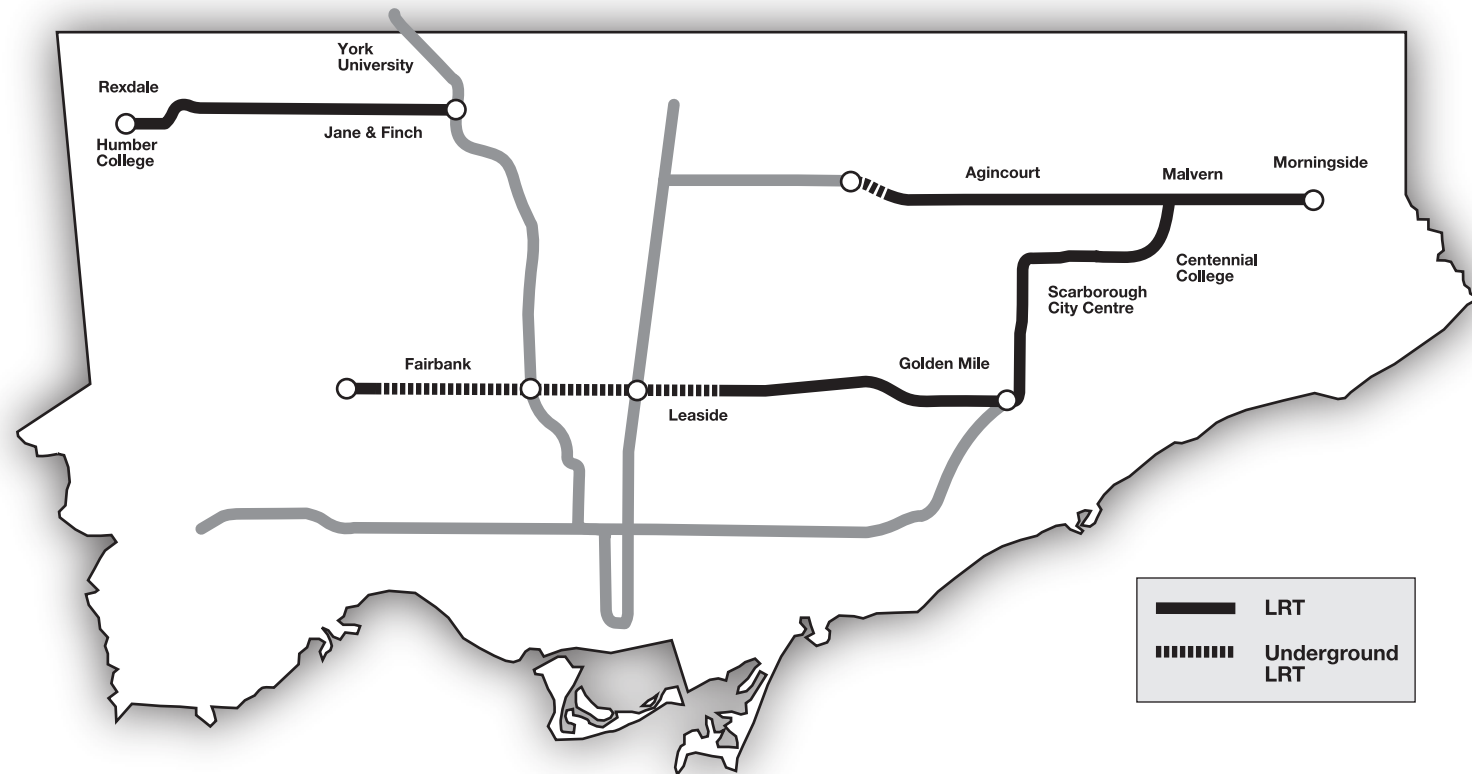 York
University
Rexdale
Jane & Finch
Humber
College
Agincourt
Malvern
Morningside
Centennial
College
Scarborough
City Centre
Fairbank
Golden Mile
Leaside
LRT
Underground
LRT